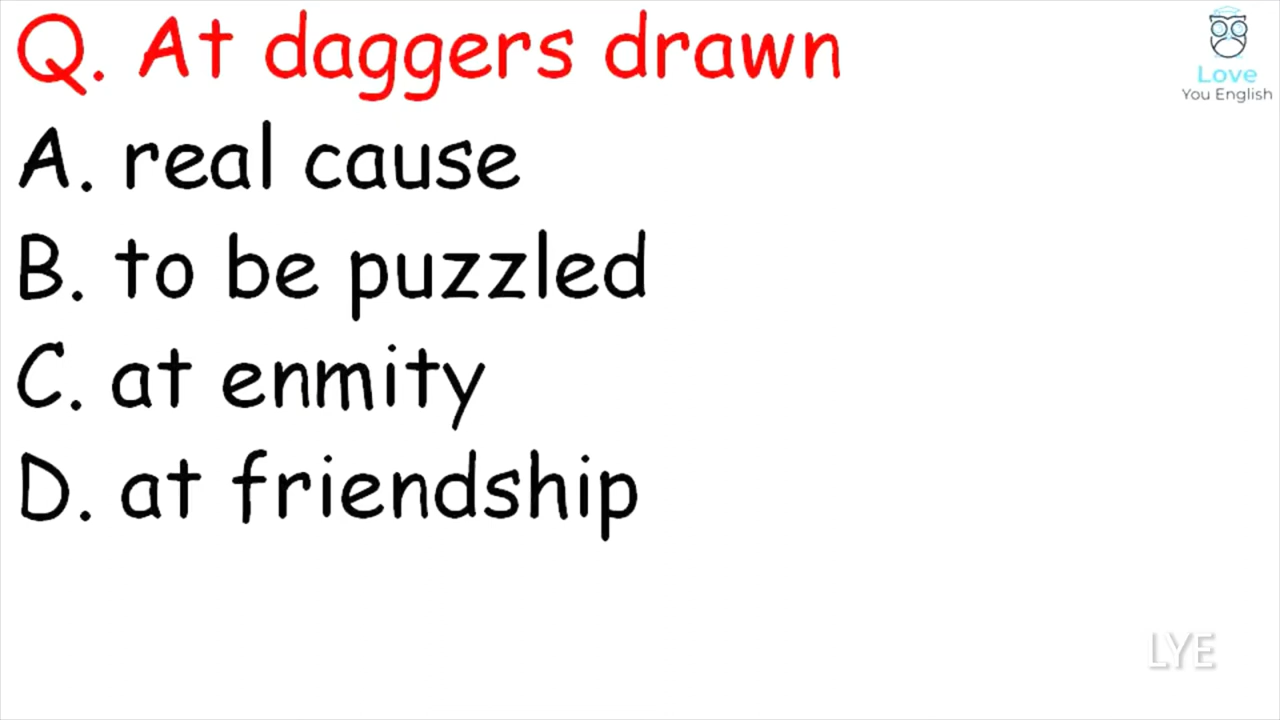 Q. At daggers drawn
A. real cause
B. to be puzzled
C. at enmity
D. at friendship
Love
You English
LYE